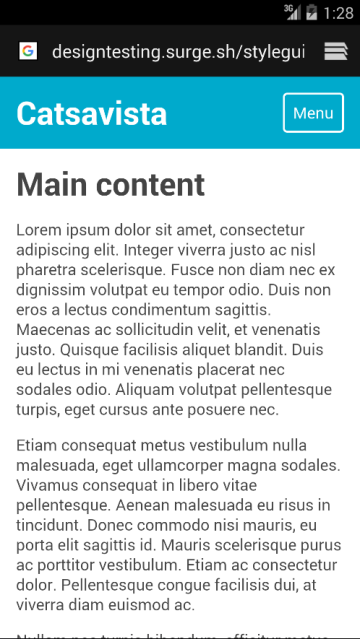 3G 1:28
G designtesting.surge.sh/stylegui
Catsavista Menu
Main content
Lorem ipsum dolor sit amet, consectetur
adipiscing elit. Integer viverra justo ac nisl
pharetra scelerisque. Fusce non diam nec ex
dignissim volutpat eu tempor odio. Duis non
eros a lectus condimentum sagittis.
Maecenas ac sollicitudin velit, et venenatis
justo. Quisque facilisis aliquet blandit. Duis
eu lectus in mi venenatis placerat nec
sodales odio. Aliquam volutpat pellentesque
turpis, eget cursus ante posuere nec.
Etiam consequat metus vestibulum nulla
malesuada, eget ullamcorper magna sodales.
Vivamus consequat in libero vitae
pellentesque. Aenean malesuada eu risus in
tincidunt. Donec commodo nisi mauris, eu
porta elit sagittis id. Mauris scelerisque purus
ac porttitor vestibulum. Etiam ac consectetur
dolor. Pellentesque congue facilisis dui, at
viverra diam euismod ac.